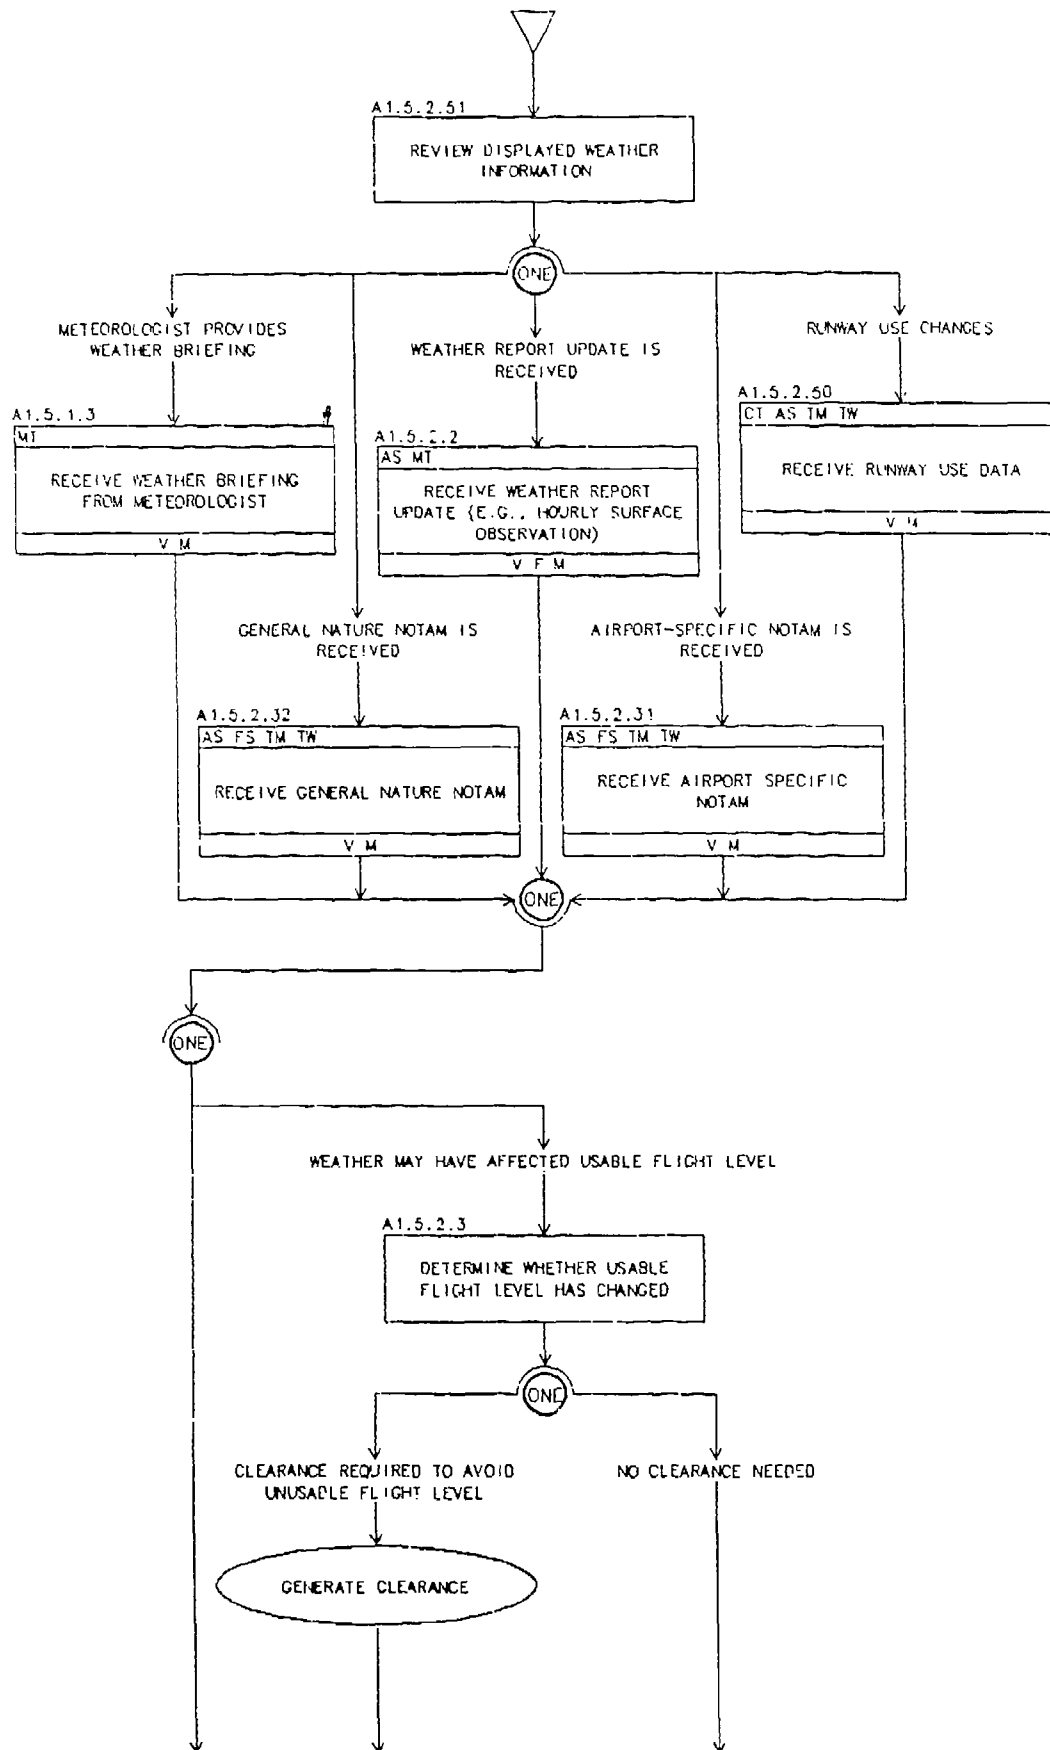 A1.5.2.51
REVIEW DISPLAYED WEATHER
INFORMATION
ONE
METEOROLOGIST PROVIDES
WEATHER BRIEFING
WEATHER REPORT UPDATE IS
RECEIVED
RUNWAY USE CHANGES
A1.5.1.3
MT
RECEIVE WEATHER BRIEFING
FROM METEOROLOGIST
V M
A1.5.2.2
AS MT
RECEIVE WEATHER REPORT
UPDATE (E.G., HOURLY SURFACE
OBSERVATION)
V F M
A1.5.2.50
CT AS TM TW
RECEIVE RUNWAY USE DATA
V M
GENERAL NATURE NOTAM IS
RECEIVED
AIRPORT-SPECIFIC NOTAM IS
RECEIVED
A1.5.2.32
AS FS TM TW
RECEIVE GENERAL NATURE NOTAM
V M
A1.5.2.31
AS FS TM TW
RECEIVE AIRPORT SPECIFIC
NOTAM
V M
ONE
ONE
WEATHER MAY HAVE AFFECTED USABLE FLIGHT LEVEL
A1.5.2.3
DETERMINE WHETHER USABLE
FLIGHT LEVEL HAS CHANGED
ONE
CLEARANCE REQUIRED TO AVOID
UNUSABLE FLIGHT LEVEL
NO CLEARANCE NEEDED
GENERATE CLEARANCE